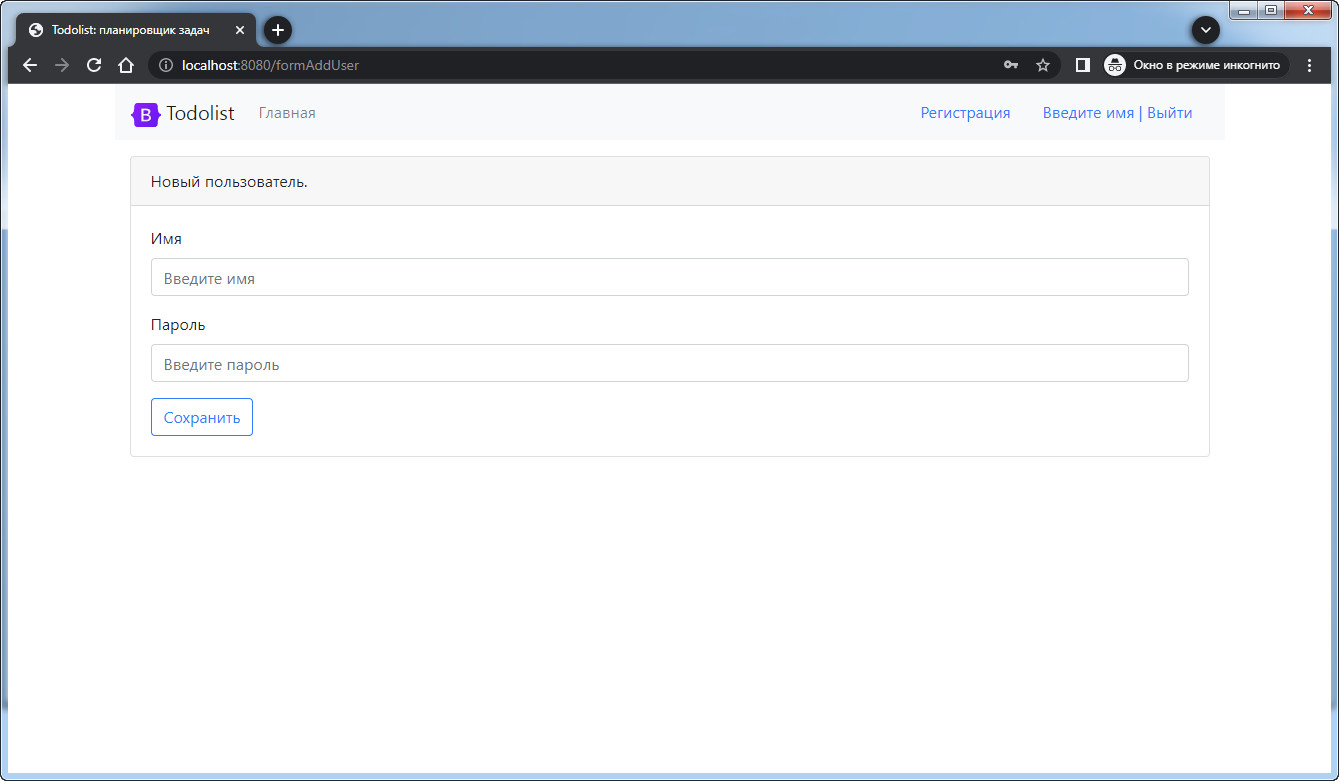 Todolist: планировщик задач
localhost:8080/formAddUser
Окно в режиме инкогнито
B Todolist Главная Регистрация Введите имя | Выйти
Новый пользователь.
Имя
Введите имя
Пароль
Введите пароль
Сохранить